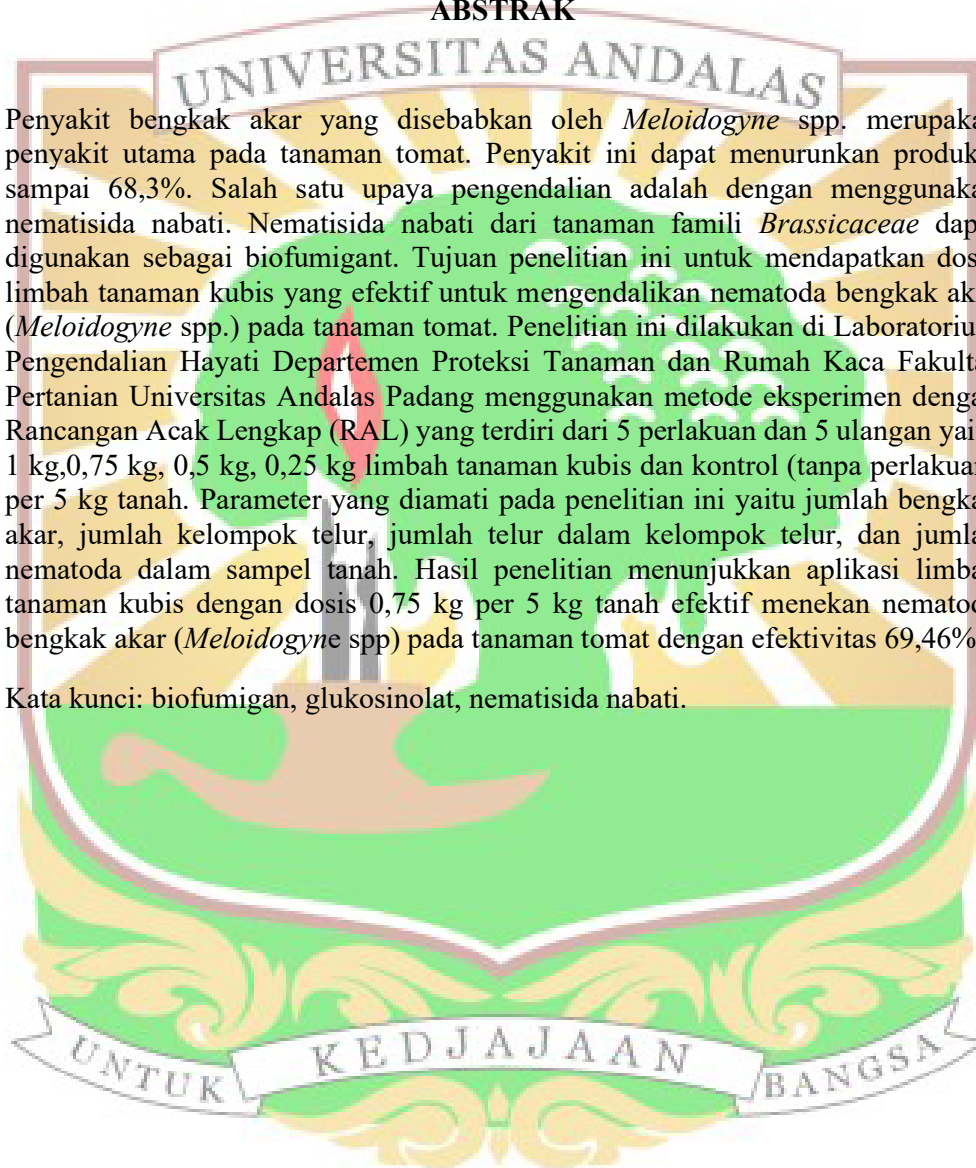 ABSTRAK
UNIVERSITAS ANDALAS
Penyakit bengkak akar yang disebabkan oleh Meloidogyne spp. merupaka
penyakit utama pada tanaman tomat. Penyakit ini dapat menurunkan produk
sampai 68,3%. Salah satu upaya pengendalian adalah dengan menggunaka
nematisida nabati. Nematisida nabati dari tanaman famili Brassicaceae dap
digunakan sebagai biofumigant. Tujuan penelitian ini untuk mendapatkan dos
limbah tanaman kubis yang efektif untuk mengendalikan nematoda bengkak ak
(Meloidogyne spp.) pada tanaman tomat. Penelitian ini dilakukan di Laboratoriu
Pengendalian Hayati Departemen Proteksi Tanaman dan Rumah Kaca Fakulta
Pertanian Universitas Andalas Padang menggunakan metode eksperimen denga
Rancangan Acak Lengkap (RAL) yang terdiri dari 5 perlakuan dan 5 ulangan yai
1 kg,0,75 kg, 0,5 kg, 0,25 kg limbah tanaman kubis dan kontrol (tanpa perlakuan
per 5 kg tanah. Parameter yang diamati pada penelitian ini yaitu jumlah bengka
akar, jumlah kelompok telur, jumlah telur dalam kelompok telur, dan jumla
nematoda dalam sampel tanah. Hasil penelitian menunjukkan aplikasi limba
tanaman kubis dengan dosis 0,75 kg per 5 kg tanah efektif menekan nematod
bengkak akar (Meloidogyne spp) pada tanaman tomat dengan efektivitas 69,46%
Kata kunci: biofumigan, glukosinolat, nematisida nabati.
UNTUK KEDJAJAAN BANGSA